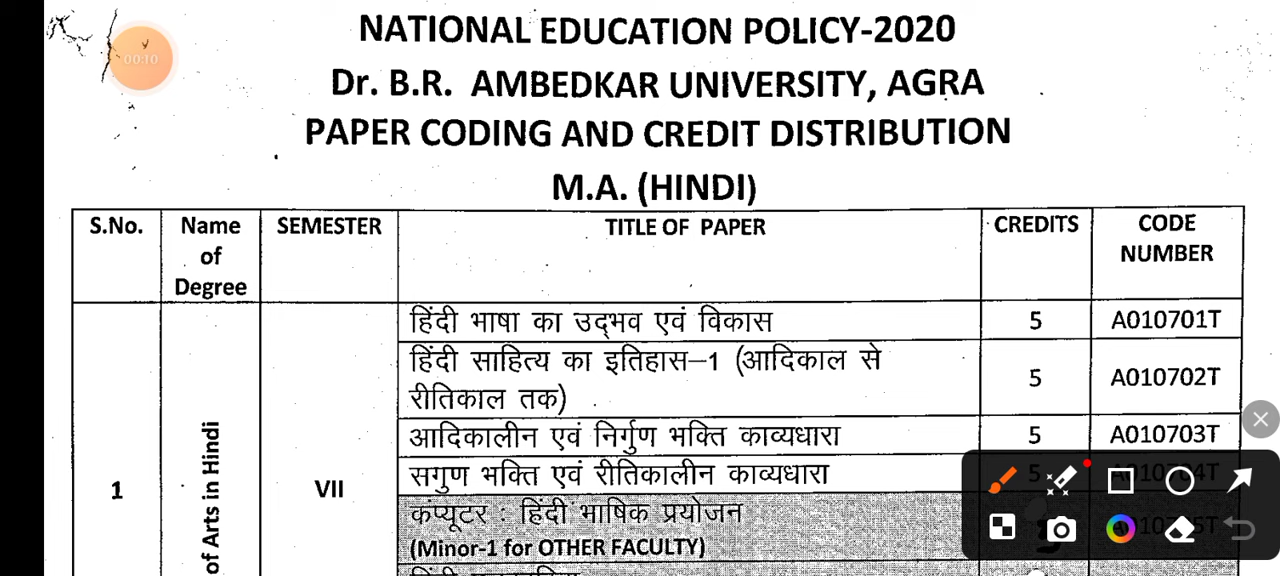 00:10
NATIONAL EDUCATION POLICY-2020
Dr. B.R. AMBEDKAR UNIVERSITY, AGRA
PAPER CODING AND CREDIT DISTRIBUTION
M.A. (HINDI)
S.No. Name of Degree SEMESTER TITLE OF PAPER CREDITS CODE NUMBER
हिंदी भाषा का उद्भव एवं विकास 5 A010701T
हिंदी साहित्य का इतिहास–1 (आदिकाल से
रीतिकाल तक) 5 A010702T
आदिकालीन एवं निर्गुण भक्ति काव्यधारा 5 A010703T
1 of Arts in Hindi VII सगुण भक्ति एवं रीतिकालीन काव्यधारा
कंप्यूटर : हिंदी भाषिक प्रयोजन
(Minor-1 for OTHER FACULTY)